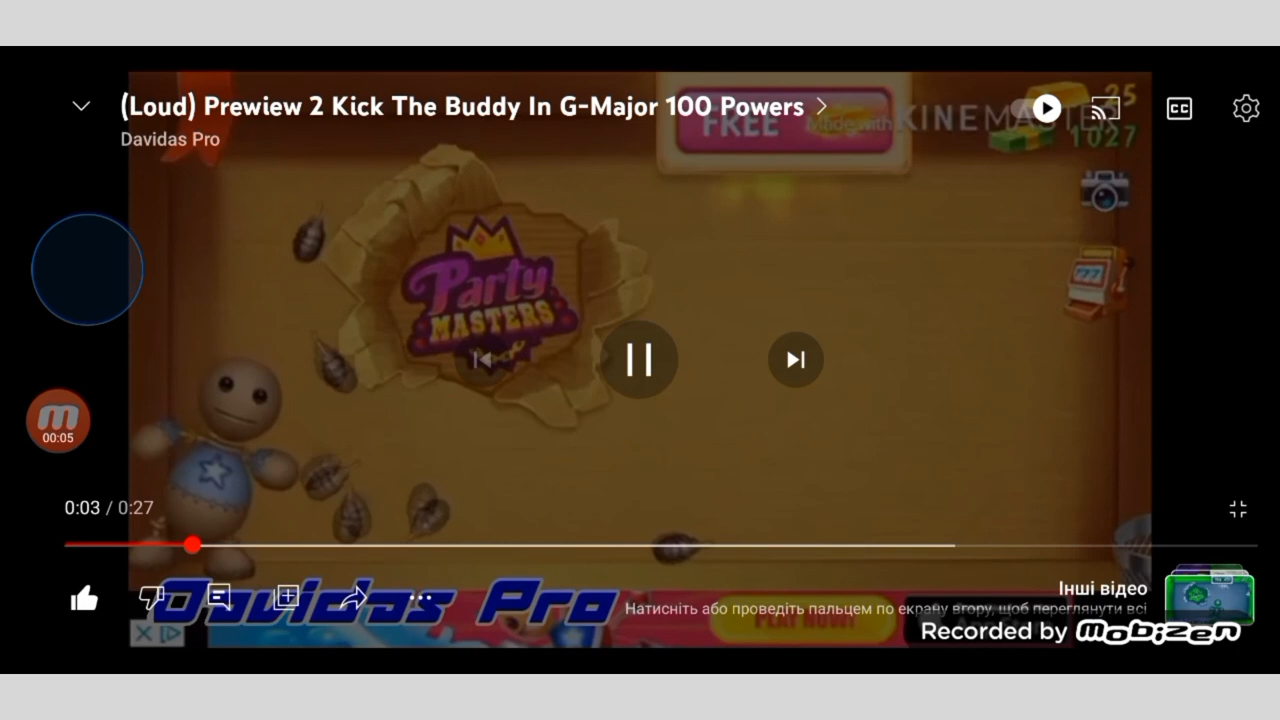 (Loud) Prewiew 2 Kick The Buddy In G-Major 100 Powers
Davidas Pro
FREE
Made with KINEMASTER
25
1027
CC
777
Party
MASTERS
00:05
0:03 / 0:27
Davidas Pro
Інші відео
Натисніть або проведіть пальцем по екрану вгору, щоб переглянути всі
PLAY NOW!
Recorded by mobizen